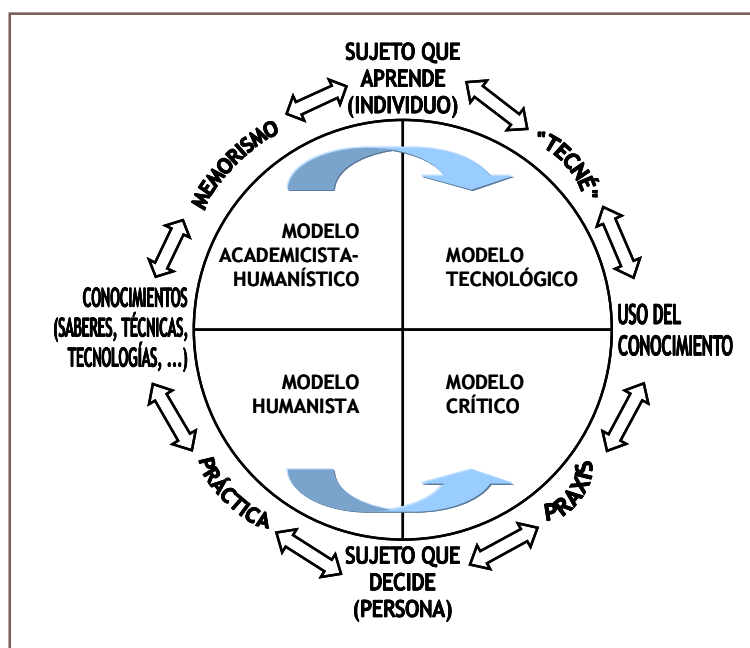 SUJETO QUE
APRENDE
(INDIVIDUO)
MEMORISMO
"TECNÉ"
MODELO
ACADEMICISTA-
HUMANÍSTICO
MODELO
TECNOLÓGICO
CONOCIMIENTOS
(SABERES, TÉCNICAS,
TECNOLOGÍAS, ...)
USO DEL
CONOCIMIENTO
MODELO
HUMANISTA
MODELO
CRÍTICO
PRÁCTICA
PRAXÍS
SUJETO QUE
DECIDE
(PERSONA)